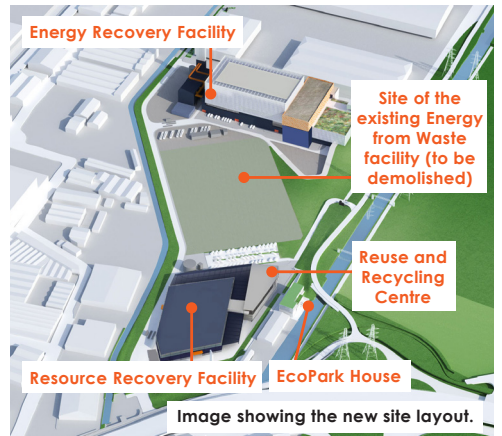 Energy Recovery Facility
Site of the
existing Energy
from Waste
facility (to be
demolished)
Reuse and
Recycling
Centre
Resource Recovery Facility
EcoPark House
Image showing the new site layout.